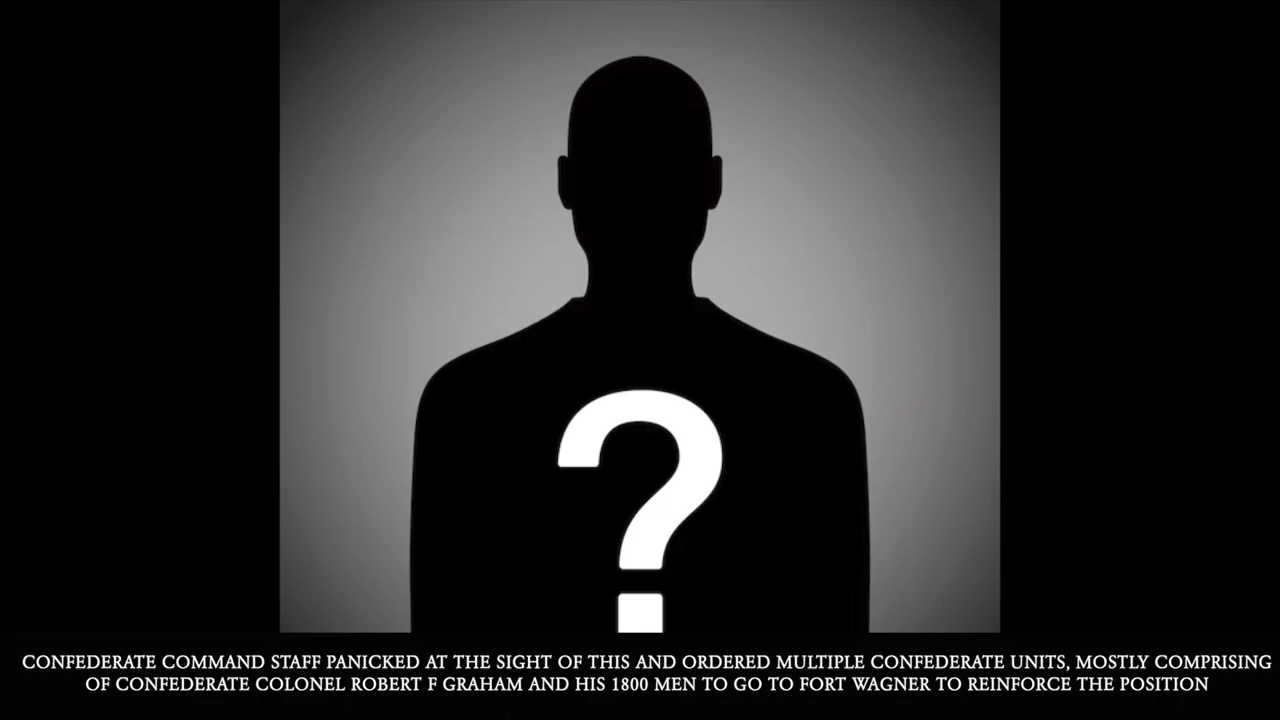 ?
CONFEDERATE COMMAND STAFF PANICKED AT THE SIGHT OF THIS AND ORDERED MULTIPLE CONFEDERATE UNITS, MOSTLY COMPRISING
OF CONFEDERATE COLONEL ROBERT F GRAHAM AND HIS 1800 MEN TO GO TO FORT WAGNER TO REINFORCE THE POSITION